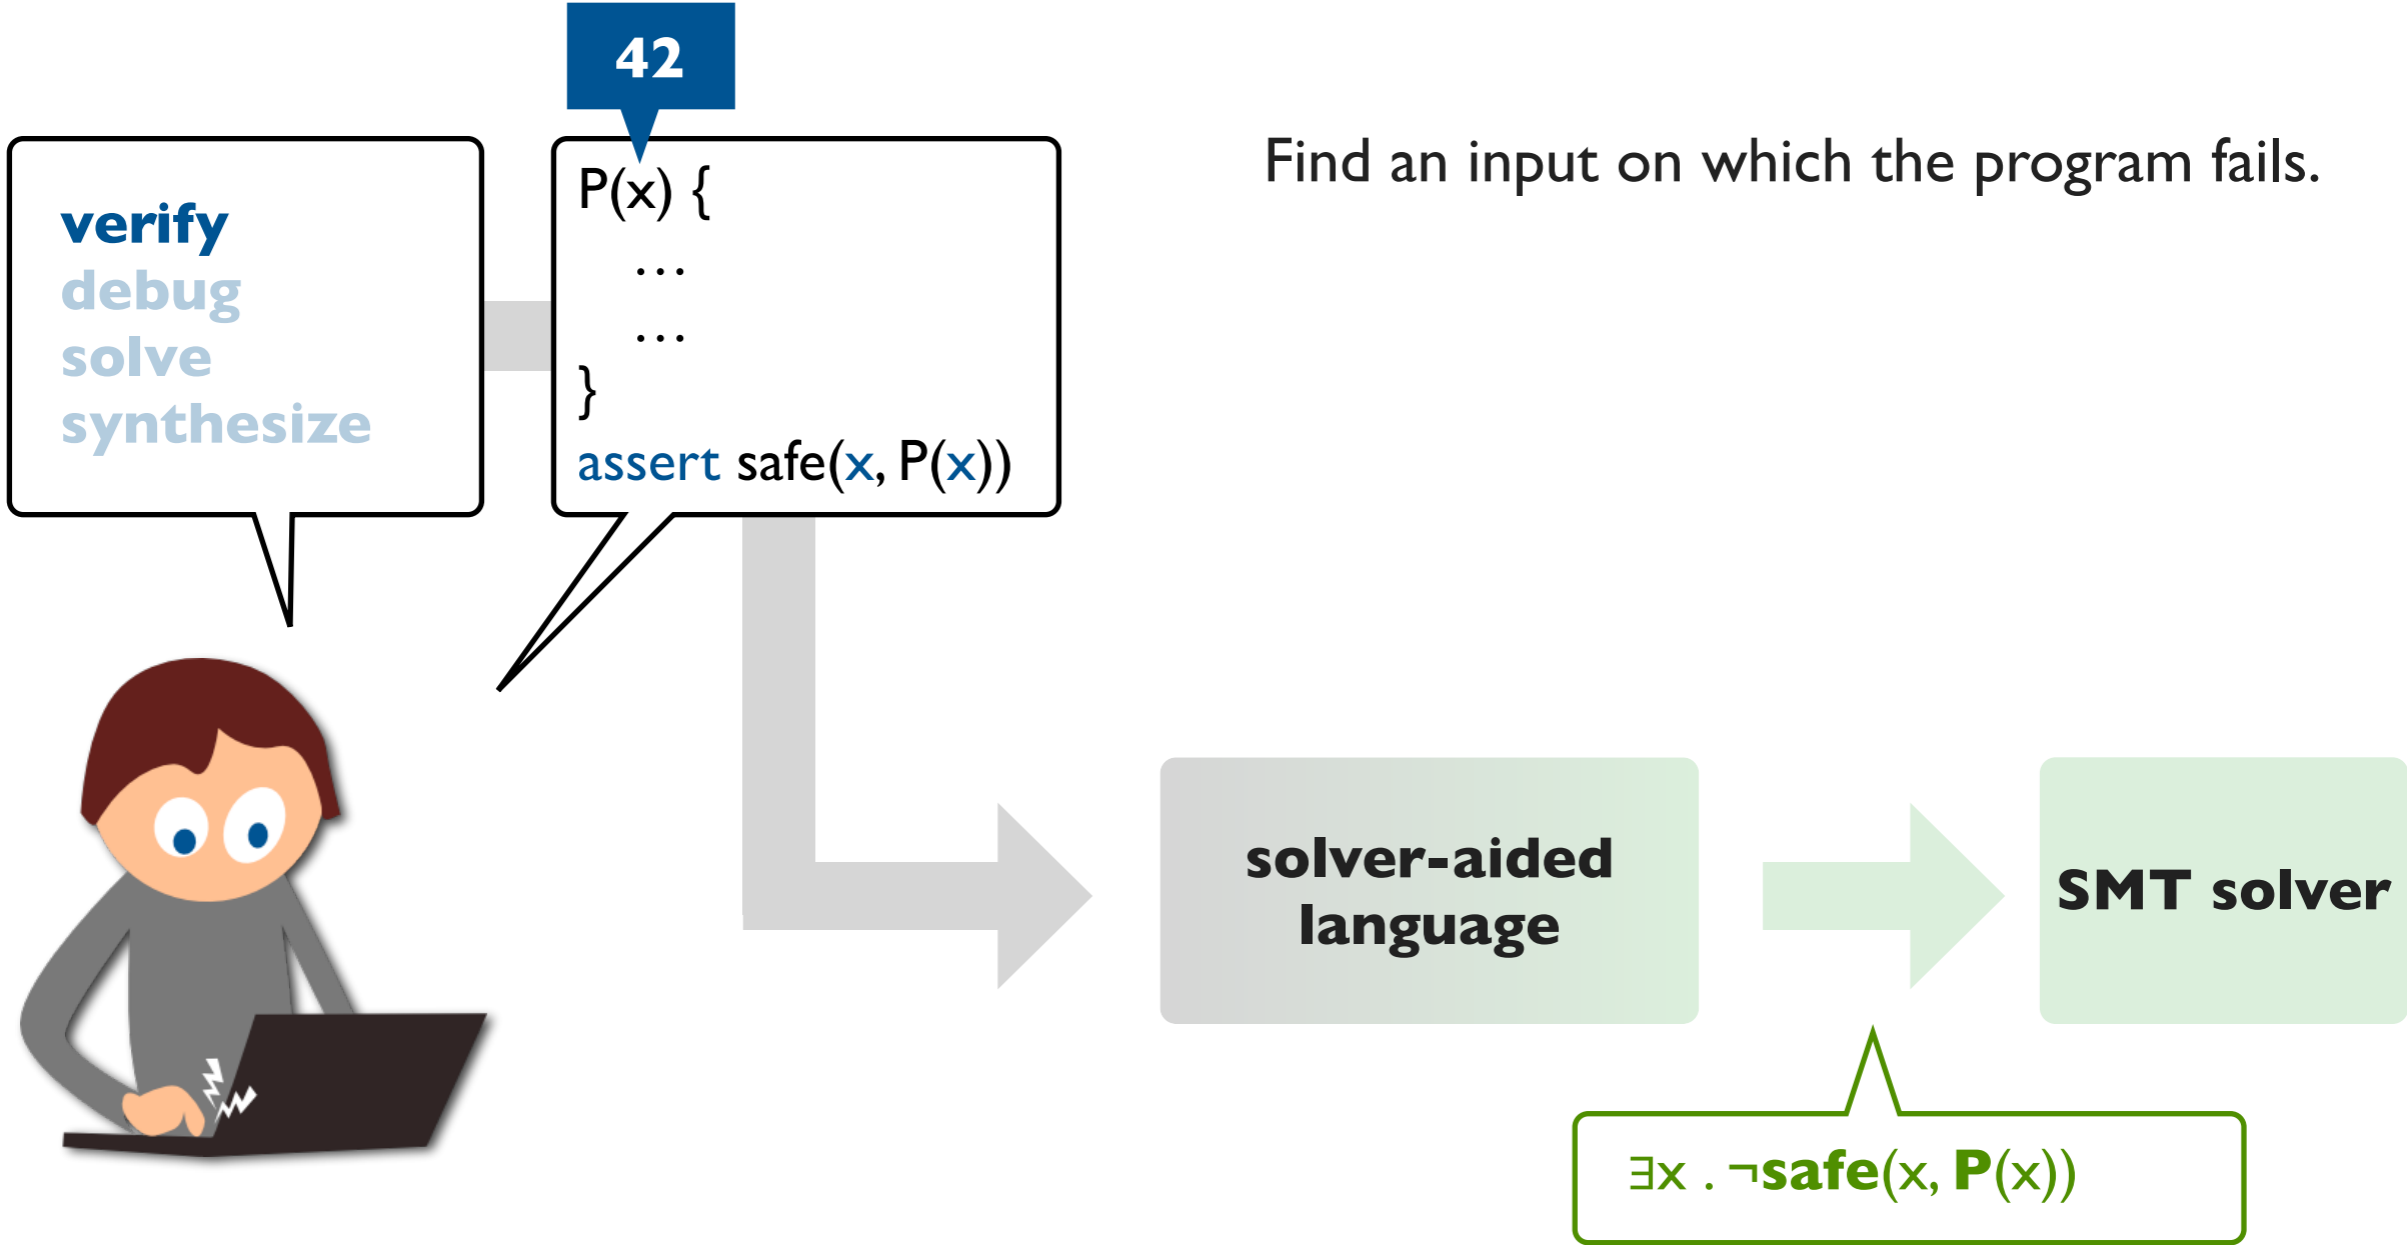 42
verify
debug
solve
synthesize
P(x) {
…
…
}
assert safe(x, P(x))
Find an input on which the program fails.
solver-aided
language
SMT solver
∃x . ¬safe(x, P(x))